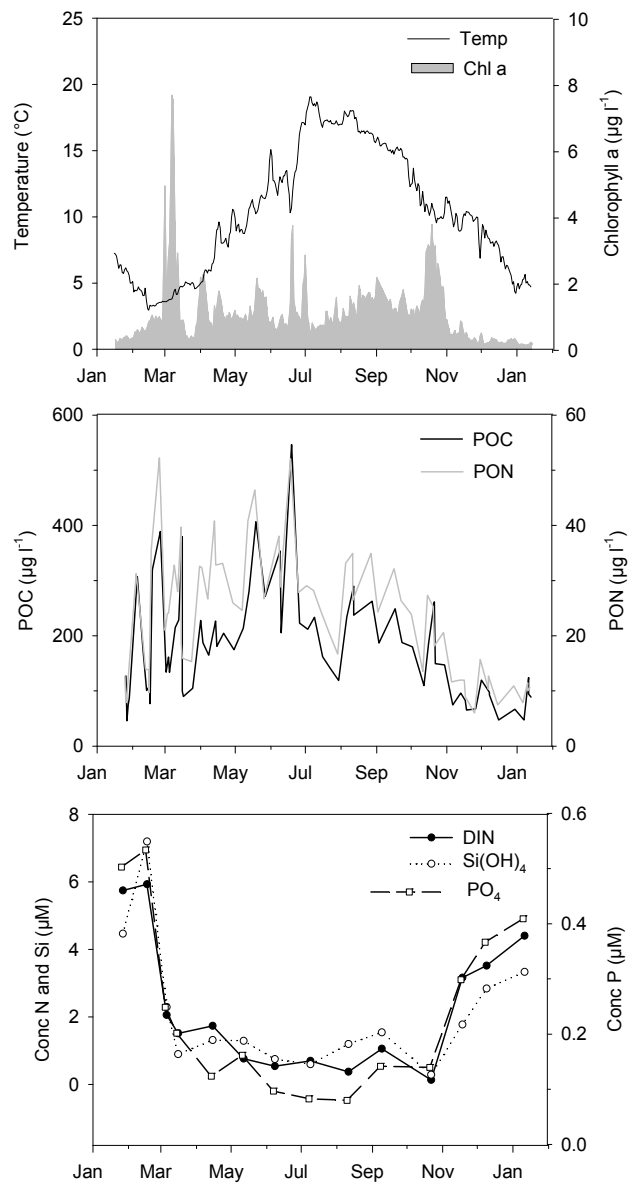 Temp
Chl a
Temperature (°C)
25
20
15
10
5
0
Chlorophyll a (µg l-1)
10
8
6
4
2
0
Jan Mar May Jul Sep Nov Jan
POC
PON
POC (µg l-1)
600
400
200
0
PON (µg l-1)
60
40
20
0
Jan Mar May Jul Sep Nov Jan
DIN
Si(OH)4
PO4
Conc N and Si (µM)
8
6
4
2
0
Conc P (µM)
0.6
0.4
0.2
0.0
Jan Mar May Jul Sep Nov Jan